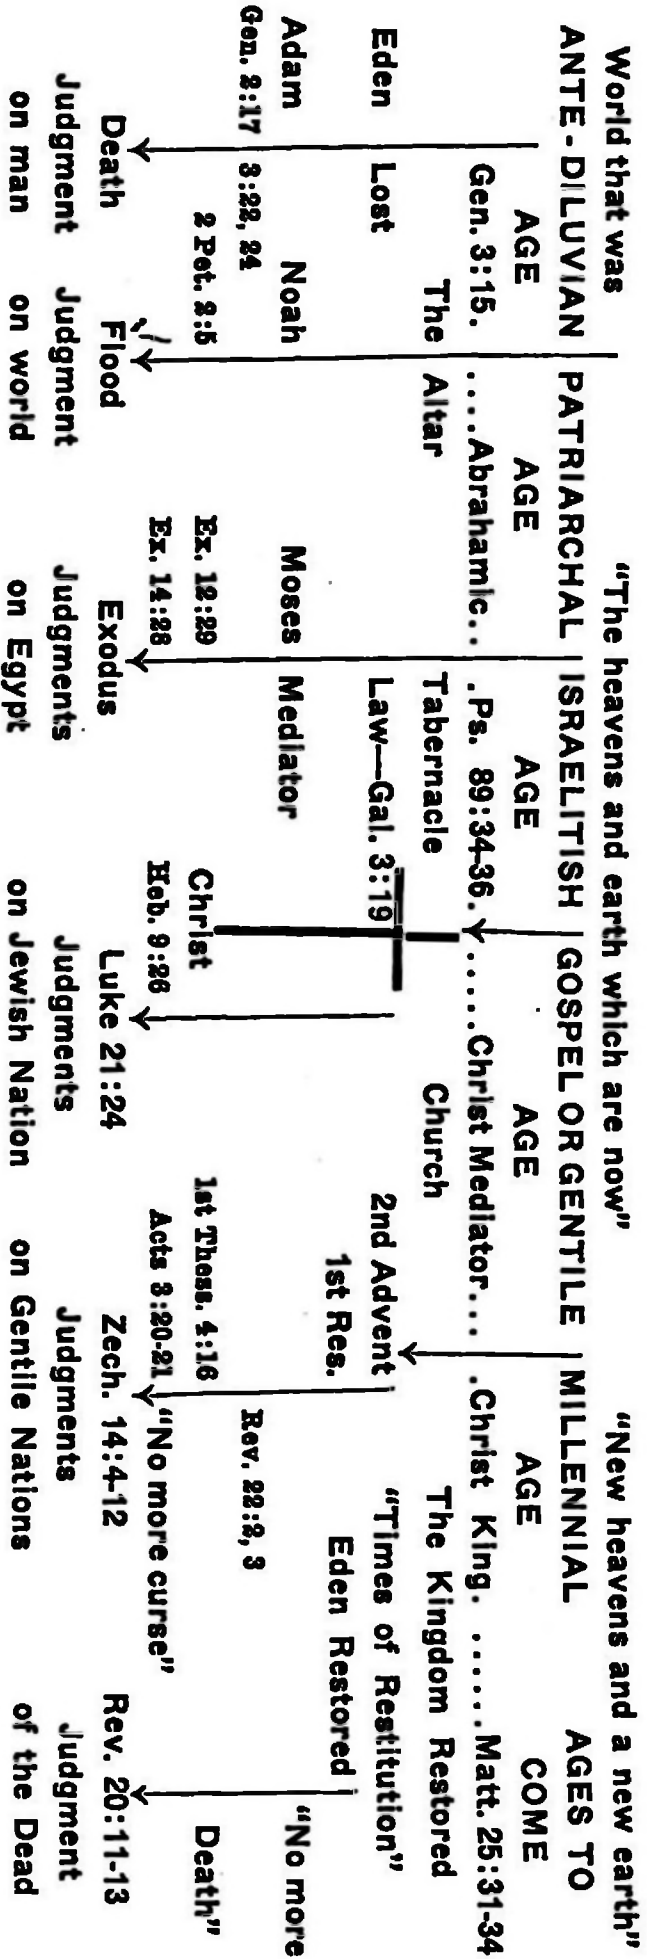 World that was "The heavens and earth which are now" "New heavens and a new earth"
ANTE-DILUVIAN PATRIARCHAL ISRAELITISH GOSPEL OR GENTILE MILLENNIAL AGES TO
AGE AGE AGE AGE AGE COME
Gen. 3:15. ....Abrahamic.. .Ps. 89:34-36. .....Christ Mediator... .Christ King. ......Matt. 25:31-34
The Altar Tabernacle Church The Kingdom Restored
Eden Lost Law—Gal. 3:19 2nd Advent "Times of Restitution"
1st Res. Eden Restored
Adam Noah Moses Mediator "No more
Gen. 2:17 3:22, 24 Rev. 22:2, 3
2 Pet. 2:5 Ex. 12:29 Christ 1st Thess. 4:16 Death"
Ex. 14:28 Heb. 9:26 Acts 3:20-21 "No more curse"
Death Flood Exodus Luke 21:24 Zech. 14:4-12 Rev. 20:11-13
Judgment Judgment Judgments Judgments Judgments Judgment
on man on world on Egypt on Jewish Nation on Gentile Nations of the Dead